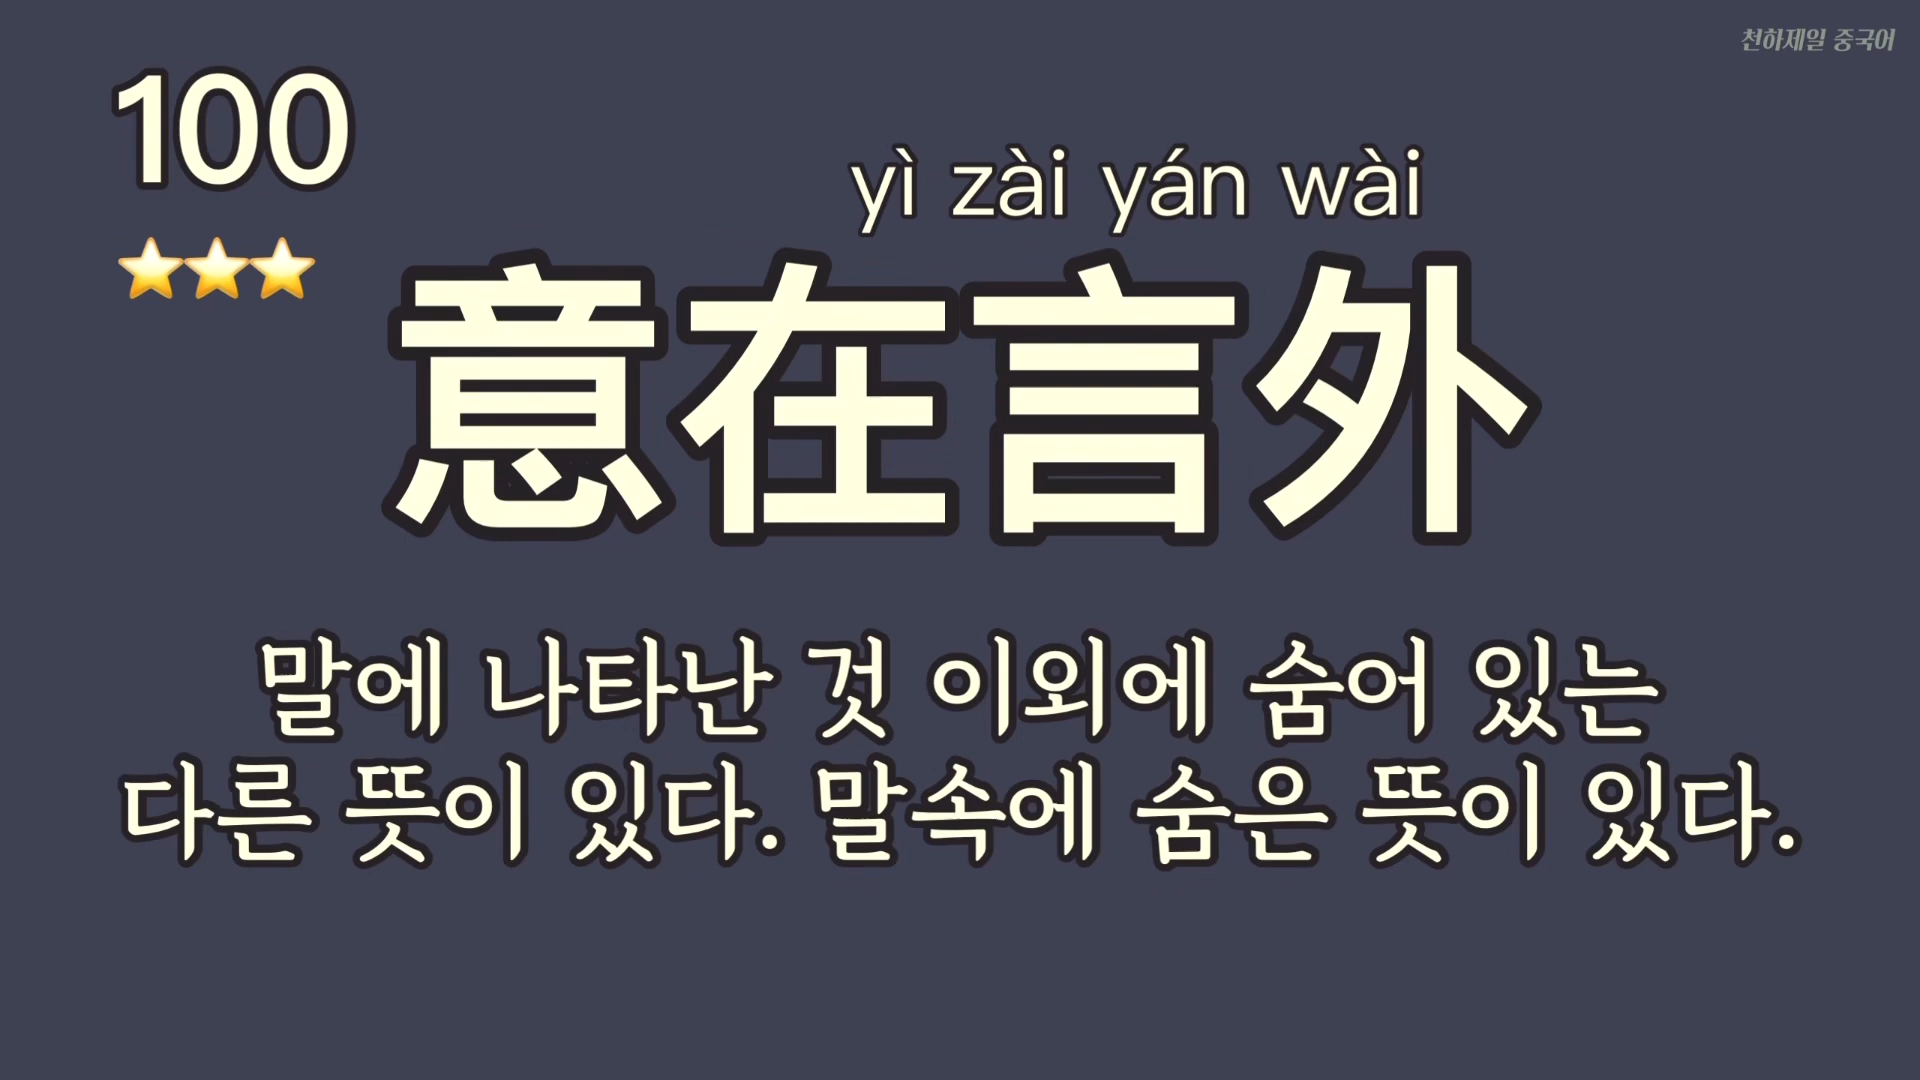 천하제일 중국어
100
⭐⭐⭐
yì zài yán wài
意在言外
말에 나타난 것 이외에 숨어 있는
다른 뜻이 있다. 말속에 숨은 뜻이 있다.